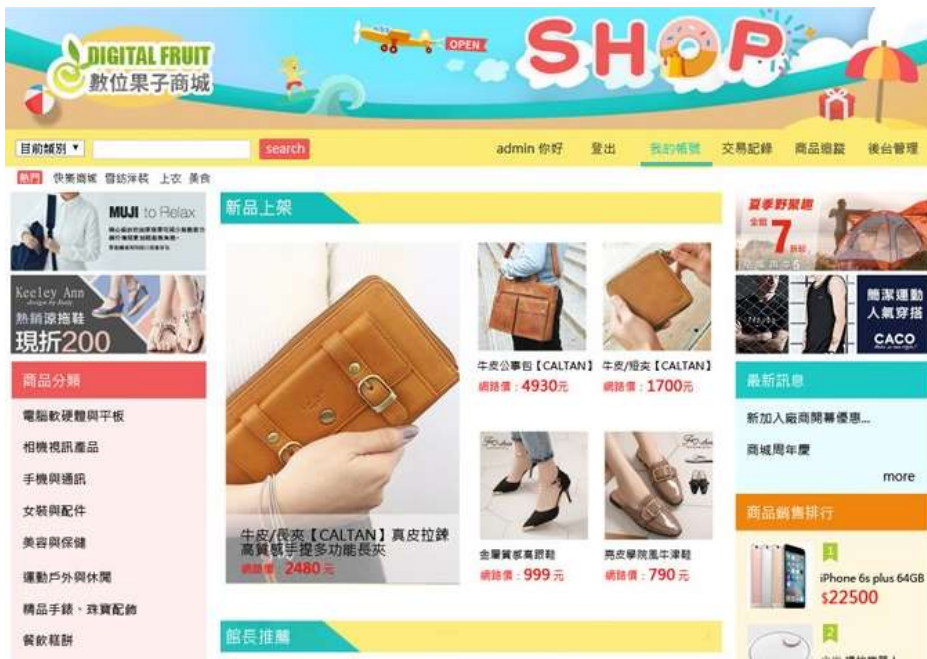 SHOP
OPEN
DIGITAL FRUIT
數位果子商城
目前類別
search
admin 你好
登出
我的帳號
交易記錄
商品追蹤
後台管理
熱門 快樂商城 雪紡洋裝 上衣 美食
MUJI to Relax
Keeley Ann
design by Body
熱銷涼拖鞋
現折200
商品分類
電腦軟硬體與平板
相機視訊產品
手機與通訊
女裝與配件
美容與保健
運動戶外與休閒
精品手錶、珠寶配飾
餐飲糕餅
新品上架
牛皮/長夾【CALTAN】真皮拉鍊
高質感手提多功能長夾
網路價：2480元
牛皮公事包【CALTAN】
網路價：4930元
牛皮/短夾【CALTAN】
網路價：1700元
金屬質感高跟鞋
網路價：999 元
亮皮學院風牛津鞋
網路價：790 元
館長推薦
夏季野聚趣
全館
7
折起
簡潔運動
人氣穿搭
CACO
最新訊息
新加入廠商開幕優惠...
商城周年慶
more
商品銷售排行
1
iPhone 6s plus 64GB
$22500
2